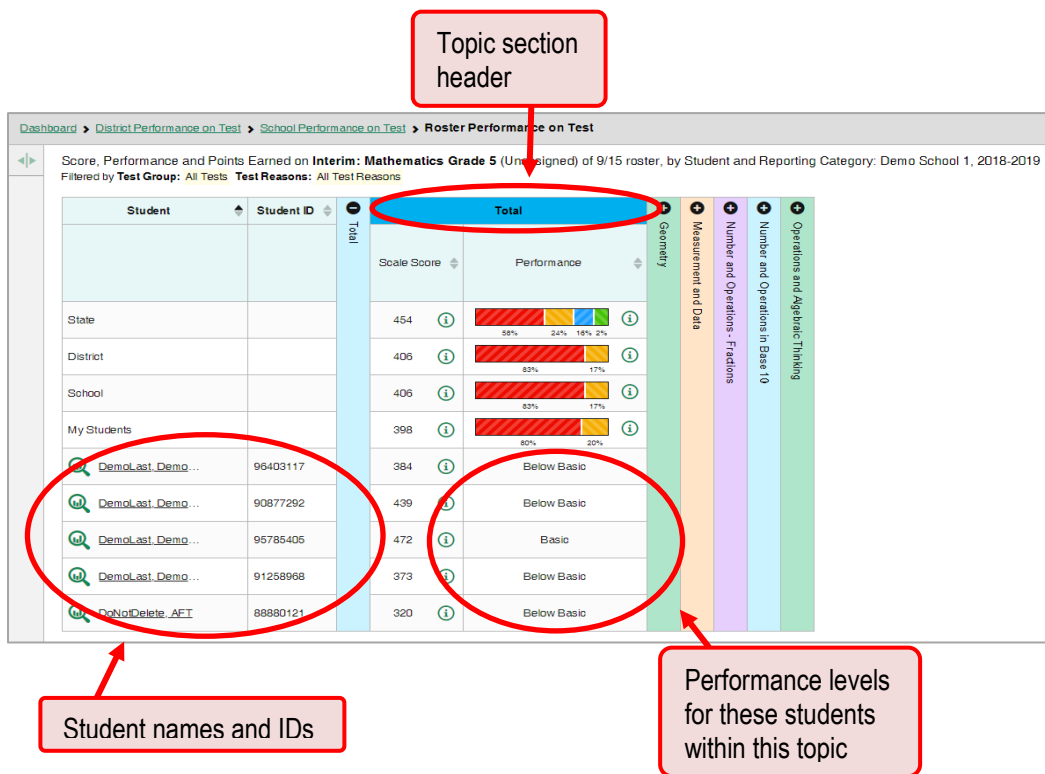 Topic section
header
Dashboard > District Performance on Test > School Performance on Test > Roster Performance on Test
Score, Performance and Points Earned on Interim: Mathematics Grade 5 of 9/15 roster, by Student and Reporting Category: Demo School 1, 2018-2019
Filtered by Test Group: All Tests Test Reasons: All Test Reasons
Student Student ID Total Total Geometry Measurement and Data Number and Operations - Fractions Number and Operations in Base 10 Operations and Algebraic Thinking
Scale Score Performance
State 454 i i
58% 24% 16% 2%
District 406 i i
83% 17%
School 406 i i
83% 17%
My Students 398 i i
80% 20%
DemoLast, Demo... 96403117 384 i Below Basic
DemoLast, Demo... 90877292 439 i Below Basic
DemoLast, Demo... 95785405 472 i Basic
DemoLast, Demo... 91258968 373 i Below Basic
DoNotDelete, AFT 88880121 320 i Below Basic
Student names and IDs
Performance levels
for these students
within this topic